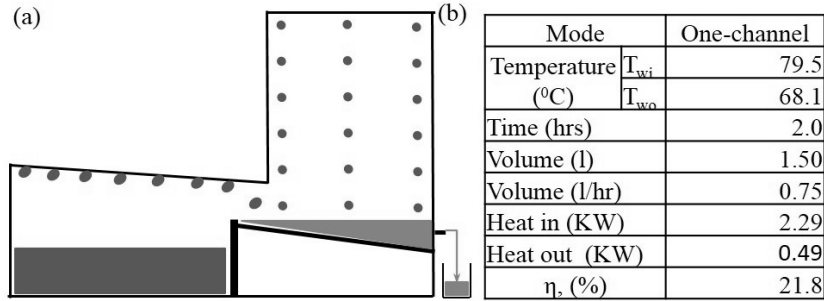 (a)
(b)
Mode One-channel
Temperature (⁰C) T_wi 79.5
T_wo 68.1
Time (hrs) 2.0
Volume (l) 1.50
Volume (l/hr) 0.75
Heat in (KW) 2.29
Heat out (KW) 0.49
η, (%) 21.8